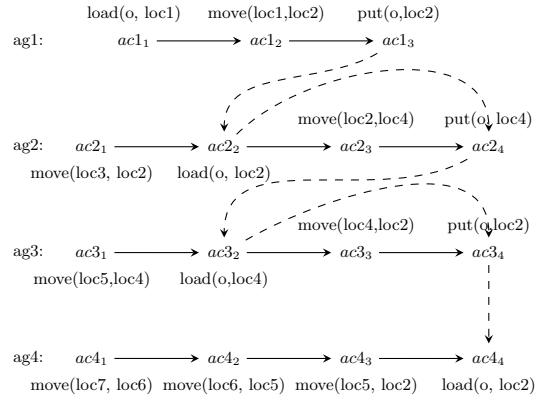 load(o, loc1) move(loc1,loc2) put(o,loc2)
ag1: ac1₁ ac1₂ ac1₃
move(loc2,loc4) put(o, loc4)
ag2: ac2₁ ac2₂ ac2₃ ac2₄
move(loc3, loc2) load(o, loc2)
move(loc4,loc2) put(o,loc2)
ag3: ac3₁ ac3₂ ac3₃ ac3₄
move(loc5,loc4) load(o,loc4)
ag4: ac4₁ ac4₂ ac4₃ ac4₄
move(loc7, loc6) move(loc6, loc5) move(loc5, loc2) load(o, loc2)